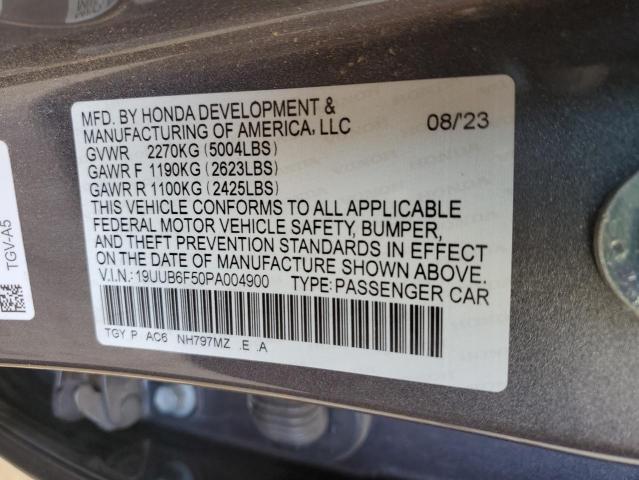 MFD. BY HONDA DEVELOPMENT &
MANUFACTURING OF AMERICA, LLC 08/'23
GVWR 2270KG (5004LBS)
GAWR F 1190KG (2623LBS)
GAWR R 1100KG (2425LBS)
THIS VEHICLE CONFORMS TO ALL APPLICABLE
FEDERAL MOTOR VEHICLE SAFETY, BUMPER,
AND THEFT PREVENTION STANDARDS IN EFFECT
ON THE DATE OF MANUFACTURE SHOWN ABOVE.
V.I.N.: 19UUB6F50PA004900 TYPE: PASSENGER CAR
TGY P AC6 NH797MZ .E .A
TGV-A5